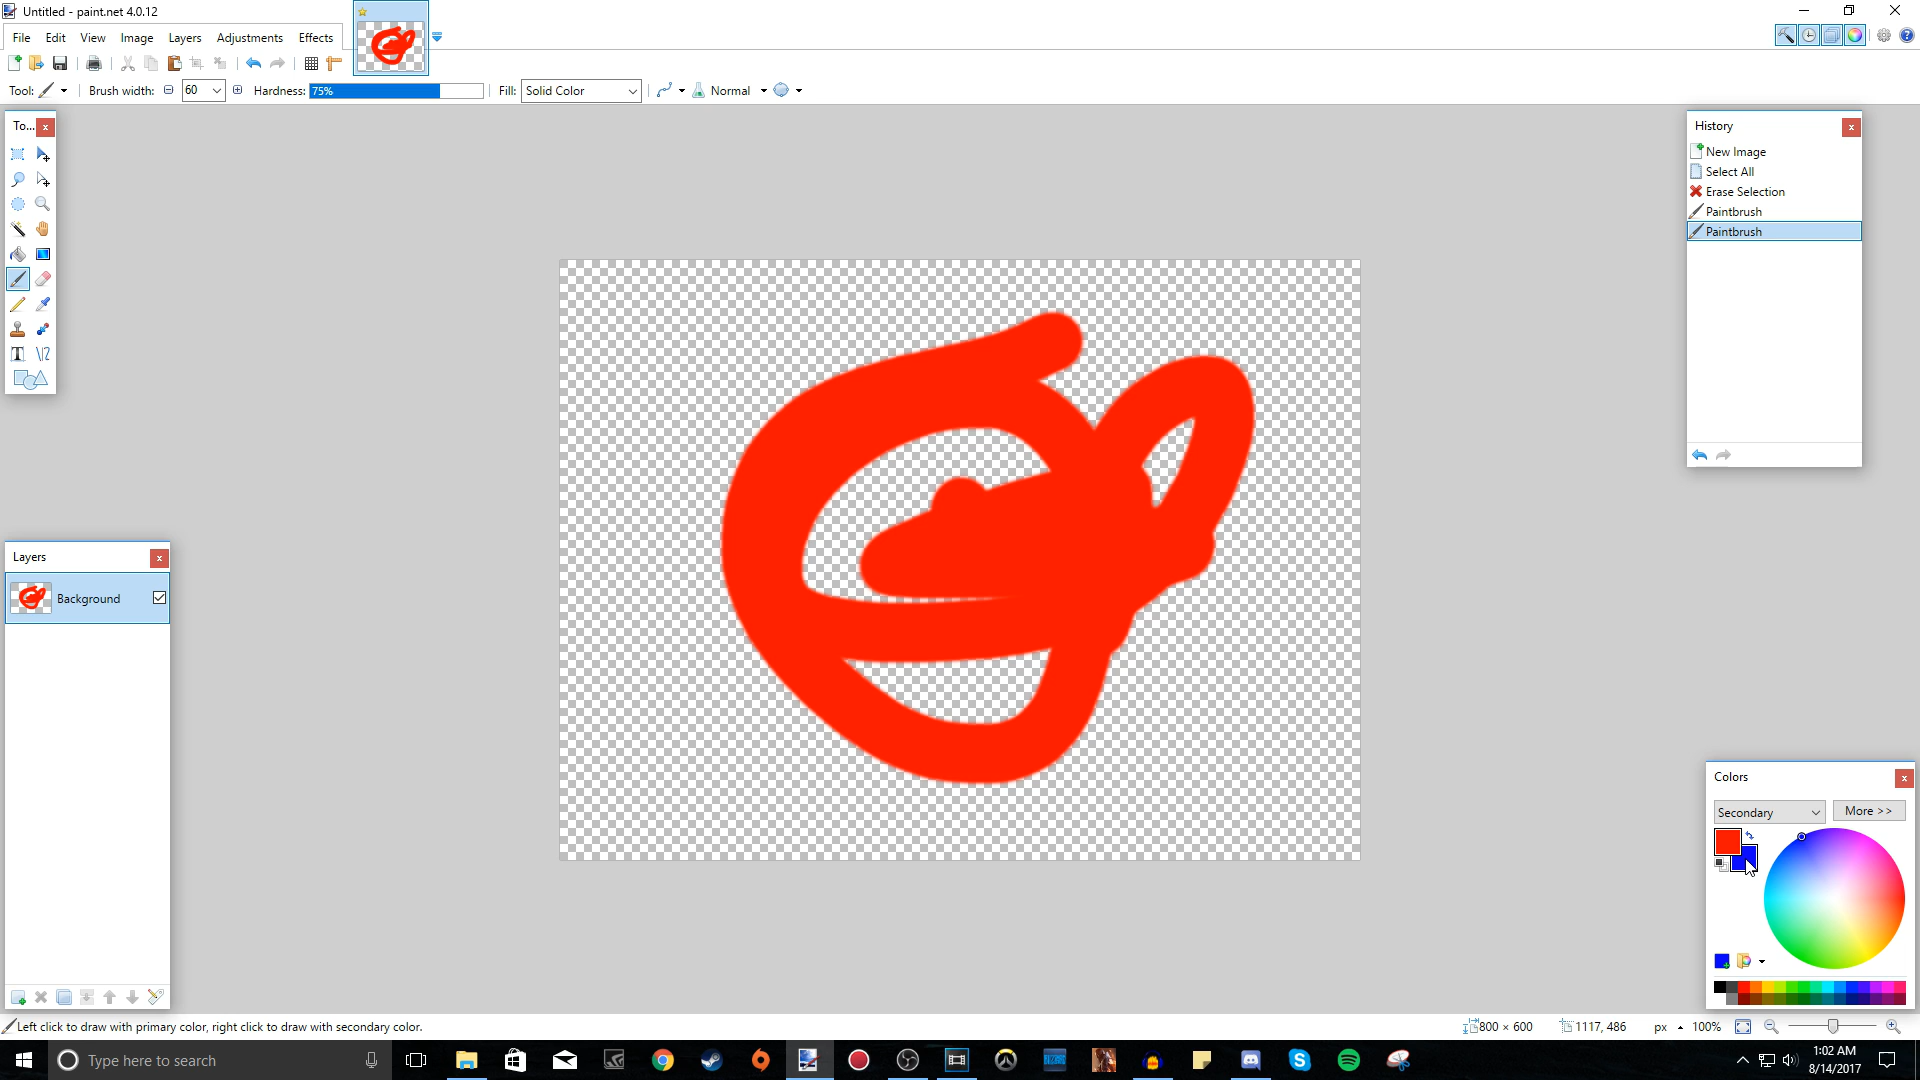 Untitled - paint.net 4.0.12
File Edit View Image Layers Adjustments Effects
Tool: Brush width: 60 Hardness: 75% Fill: Solid Color Normal
To...
History
New Image
Select All
Erase Selection
Paintbrush
Paintbrush
Layers
Background
Colors
Secondary More >>
Left click to draw with primary color, right click to draw with secondary color.
800 × 600 1117, 486 px 100%
Type here to search
1:02 AM
8/14/2017